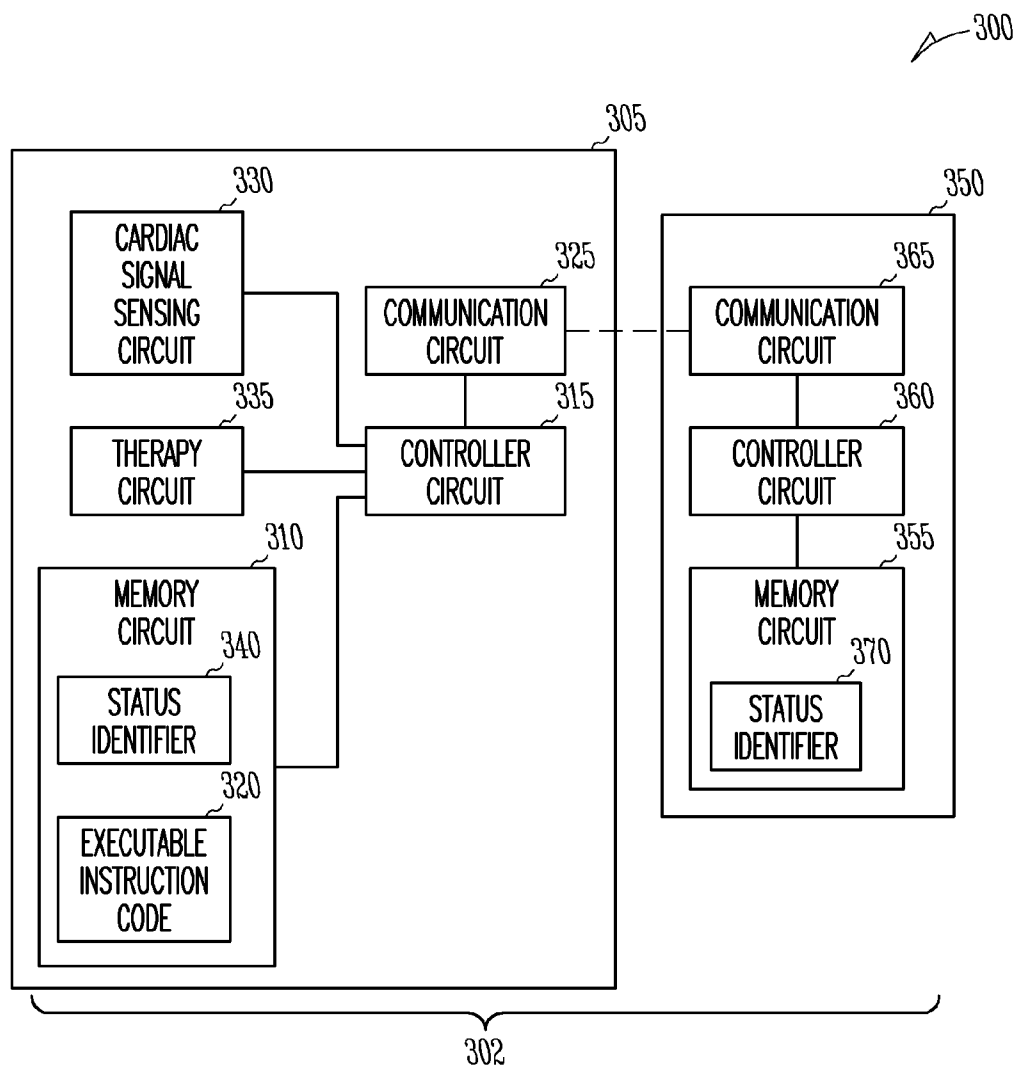 300
305
330
CARDIAC
SIGNAL
SENSING
CIRCUIT
325
COMMUNICATION
CIRCUIT
335
THERAPY
CIRCUIT
315
CONTROLLER
CIRCUIT
310
MEMORY
CIRCUIT
340
STATUS
IDENTIFIER
320
EXECUTABLE
INSTRUCTION
CODE
350
365
COMMUNICATION
CIRCUIT
360
CONTROLLER
CIRCUIT
355
MEMORY
CIRCUIT
370
STATUS
IDENTIFIER
302